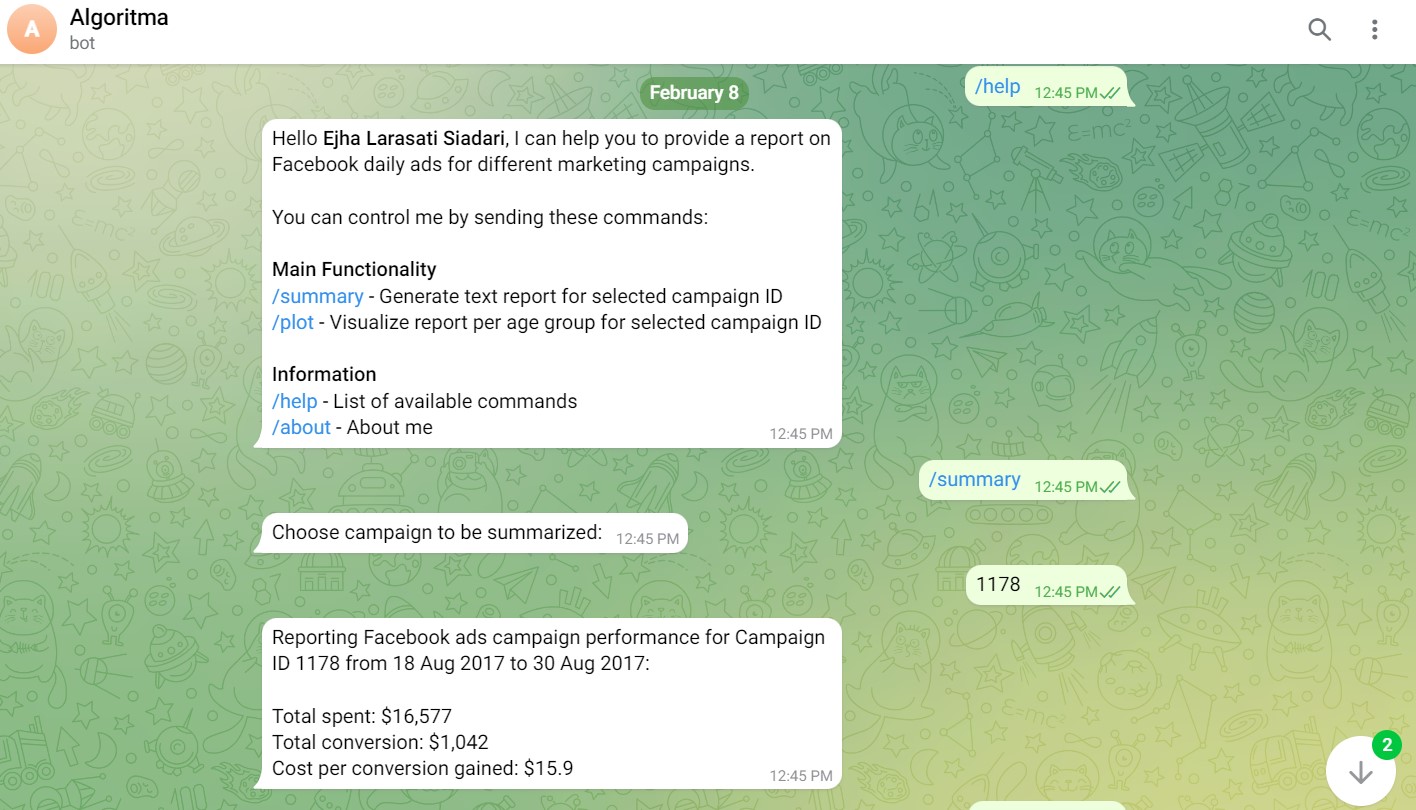 A
Algoritma
bot
February 8
/help 12:45 PM
Hello Ejha Larasati Siadari, I can help you to provide a report on
Facebook daily ads for different marketing campaigns.
You can control me by sending these commands:
Main Functionality
/summary - Generate text report for selected campaign ID
/plot - Visualize report per age group for selected campaign ID
Information
/help - List of available commands
/about - About me
12:45 PM
/summary 12:45 PM
Choose campaign to be summarized: 12:45 PM
1178 12:45 PM
Reporting Facebook ads campaign performance for Campaign
ID 1178 from 18 Aug 2017 to 30 Aug 2017:
Total spent: $16,577
Total conversion: $1,042
Cost per conversion gained: $15.9
12:45 PM
2
E=mc²
E=mc²
E=mc²